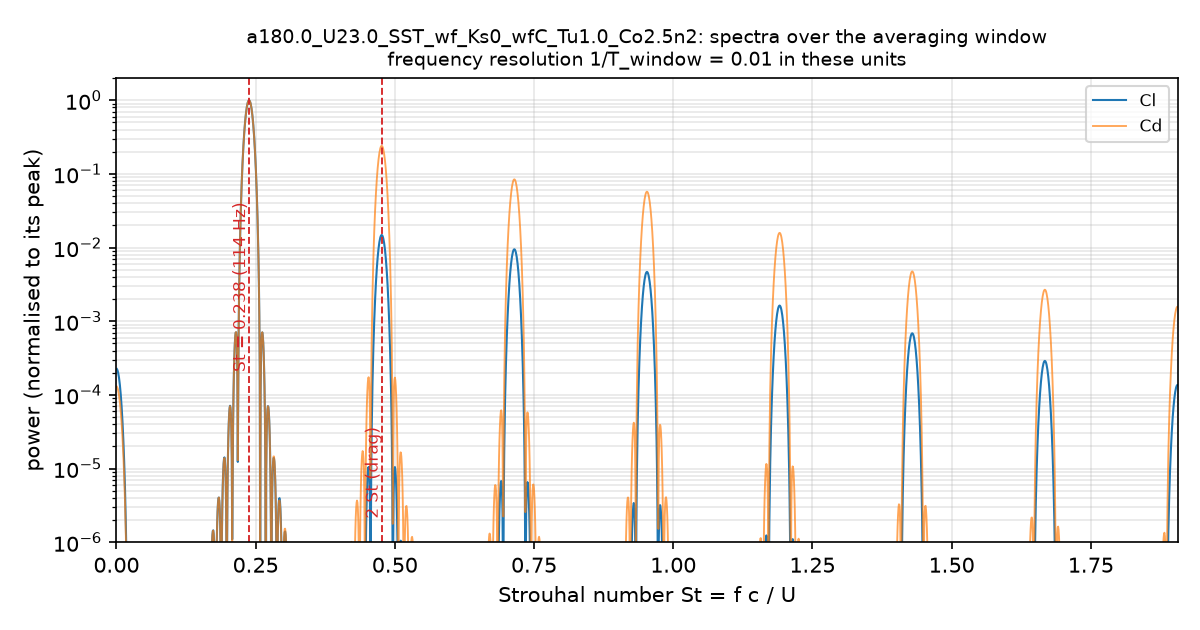 a180.0_U23.0_SST_wf_Ks0_wfC_Tu1.0_Co2.5n2: spectra over the averaging window
frequency resolution 1/T_window = 0.01 in these units
power (normalised to its peak)
10⁰
10⁻¹
10⁻²
10⁻³
10⁻⁴
10⁻⁵
10⁻⁶
St = 0.238 (114 Hz)
2 St (drag)
Cl
Cd
0.00 0.25 0.50 0.75 1.00 1.25 1.50 1.75
Strouhal number St = f c / U